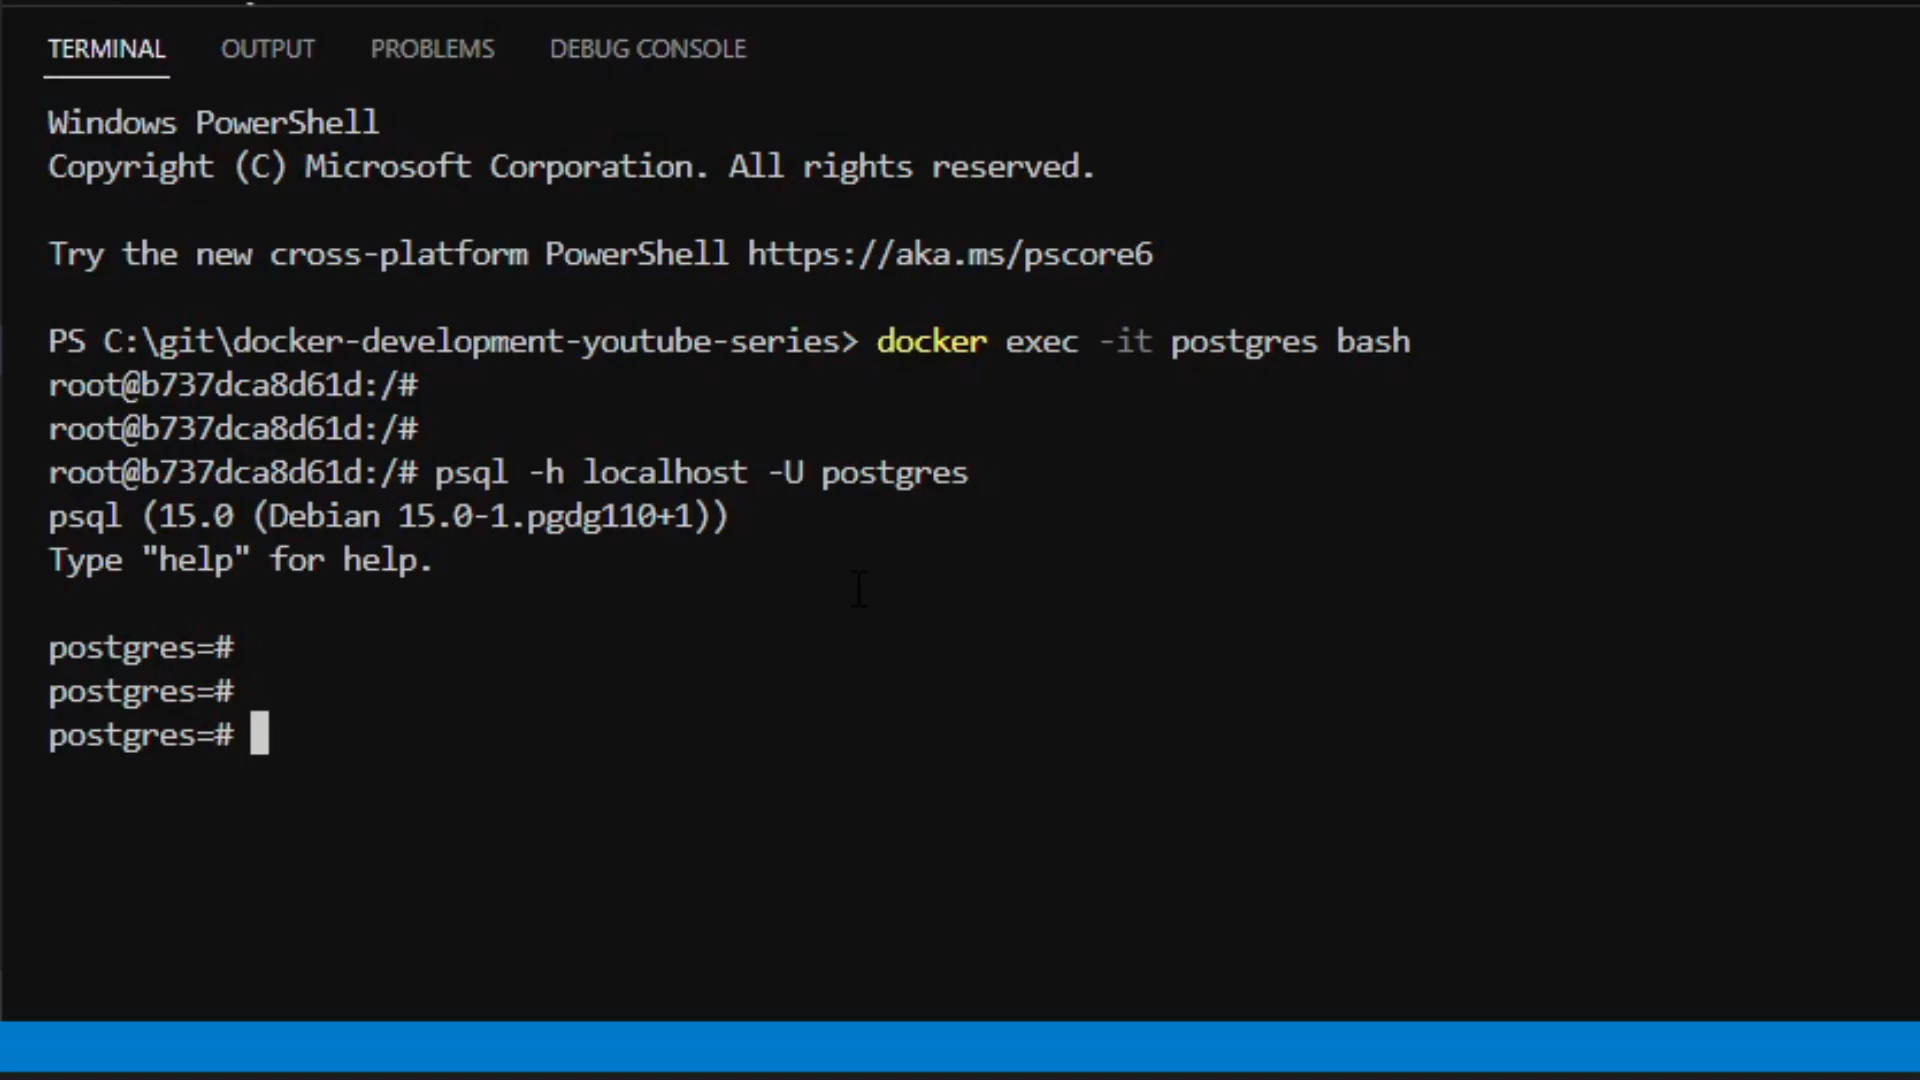 TERMINAL OUTPUT PROBLEMS DEBUG CONSOLE
Windows PowerShell
Copyright (C) Microsoft Corporation. All rights reserved.
Try the new cross-platform PowerShell https://aka.ms/pscore6
PS C:\git\docker-development-youtube-series> docker exec -it postgres bash
root@b737dca8d61d:/#
root@b737dca8d61d:/#
root@b737dca8d61d:/# psql -h localhost -U postgres
psql (15.0 (Debian 15.0-1.pgdg110+1))
Type "help" for help.
postgres=#
postgres=#
postgres=#